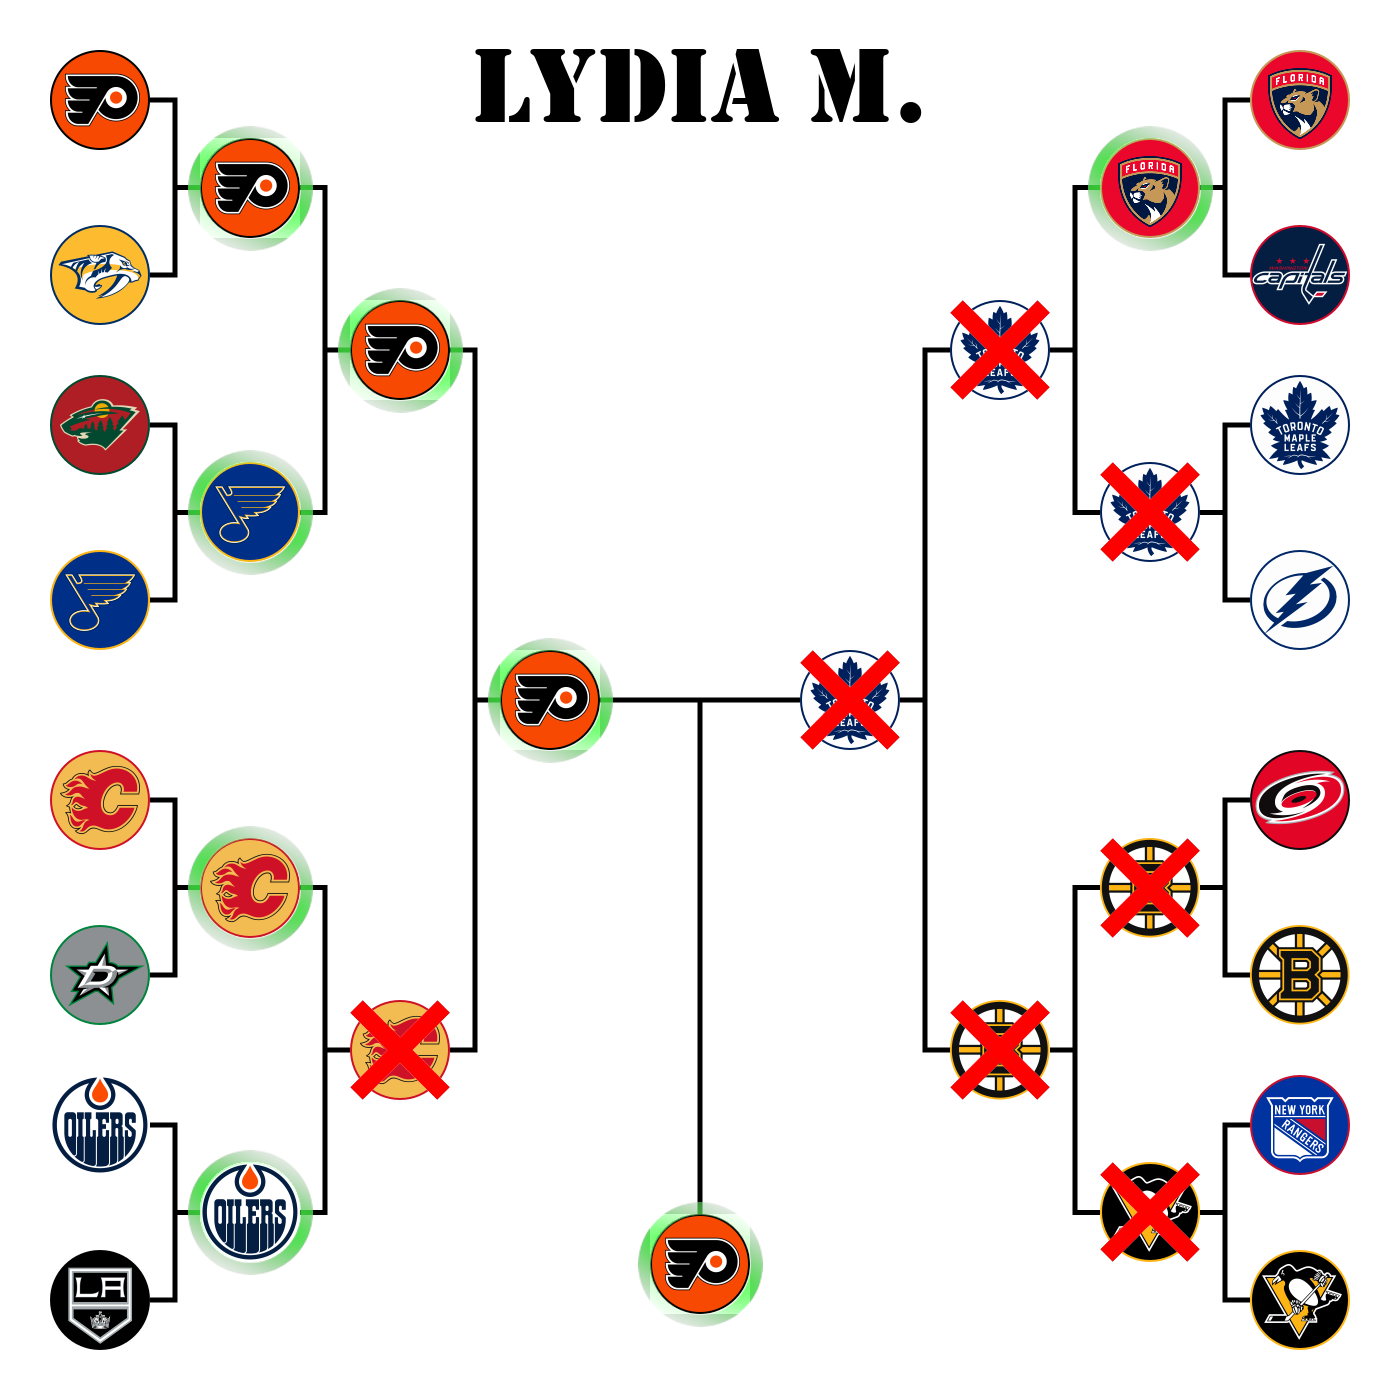 LYDIA M.
FLORIDA
FLORIDA
capitals
TORONTO
MAPLE
LEAFS
OILERS
OILERS
NEW YORK
RANGERS
LA
B